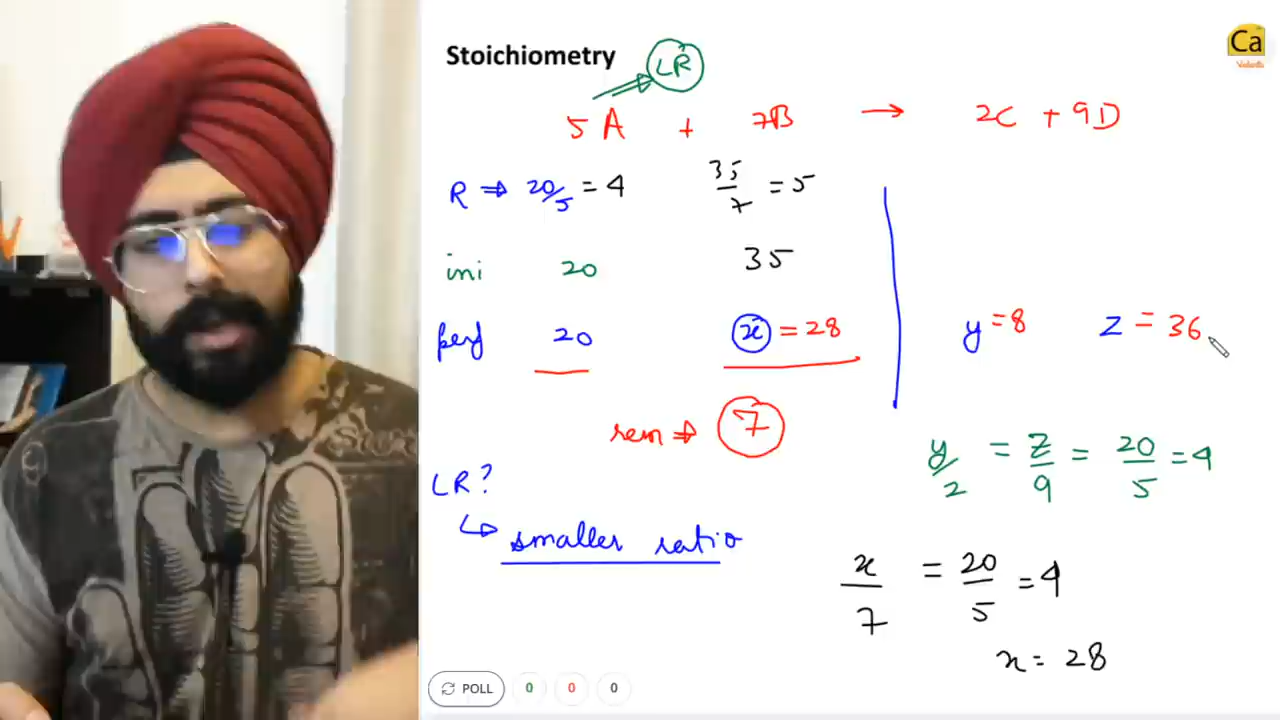 Stoichiometry
LR
Ca
Vedantu
5A + 7B → 2C + 9D
R ⇒ 20/5 = 4 35/7 = 5
ini 20 35
perf 20 x = 28 y = 8 z = 36
rem ⇒ 7
y/2 = z/9 = 20/5 = 4
LR?
↳ smaller ratio
x/7 = 20/5 = 4
x = 28
POLL 0 0 0